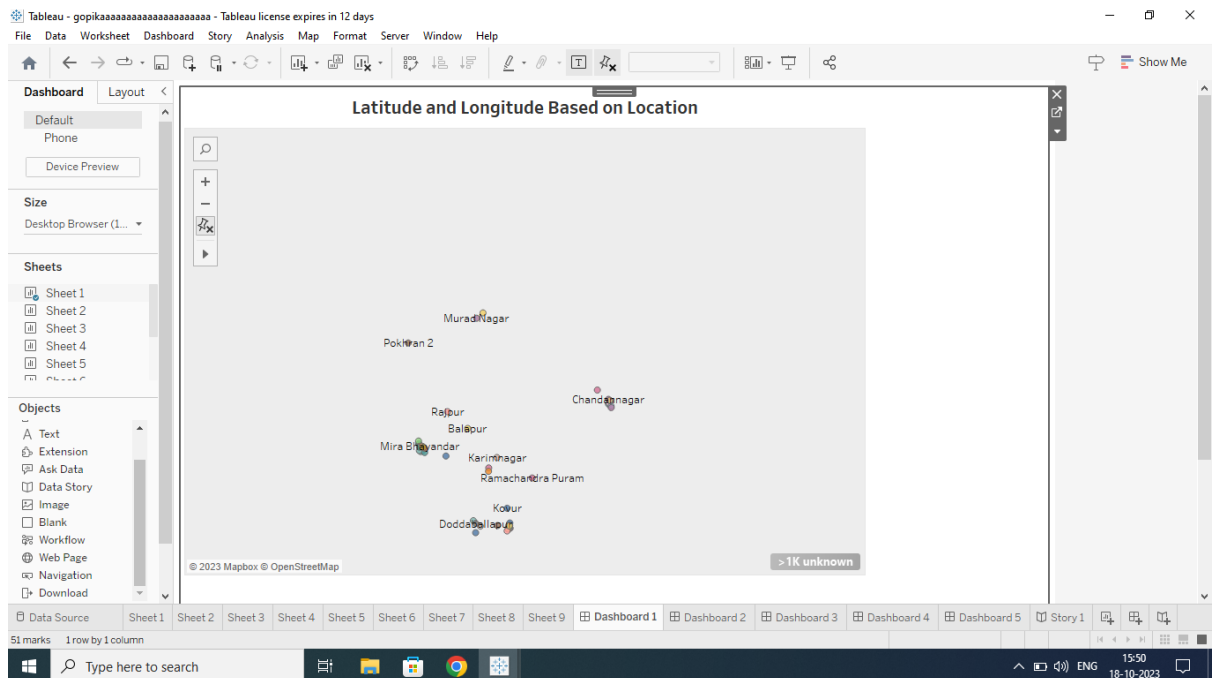 Tableau - gopikaaaaaaaaaaaaaaaaaaaaa - Tableau license expires in 12 days
File Data Worksheet Dashboard Story Analysis Map Format Server Window Help
Show Me
Dashboard Layout
Default
Phone
Device Preview
Size
Desktop Browser (1...
Sheets
Sheet 1
Sheet 2
Sheet 3
Sheet 4
Sheet 5
Objects
A Text
Extension
Ask Data
Data Story
Image
Blank
Workflow
Web Page
Navigation
Download
Latitude and Longitude Based on Location
Murad Nagar
Pokhran 2
Chandannagar
Rajpur
Balapur
Mira Bhayandar
Karimnagar
Ramachandra Puram
Kovur
Doddaballapur
© 2023 Mapbox © OpenStreetMap
>1K unknown
Data Source Sheet 1 Sheet 2 Sheet 3 Sheet 4 Sheet 5 Sheet 6 Sheet 7 Sheet 8 Sheet 9 Dashboard 1 Dashboard 2 Dashboard 3 Dashboard 4 Dashboard 5 Story 1
51 marks 1 row by 1 column
Type here to search
ENG
15:50
18-10-2023